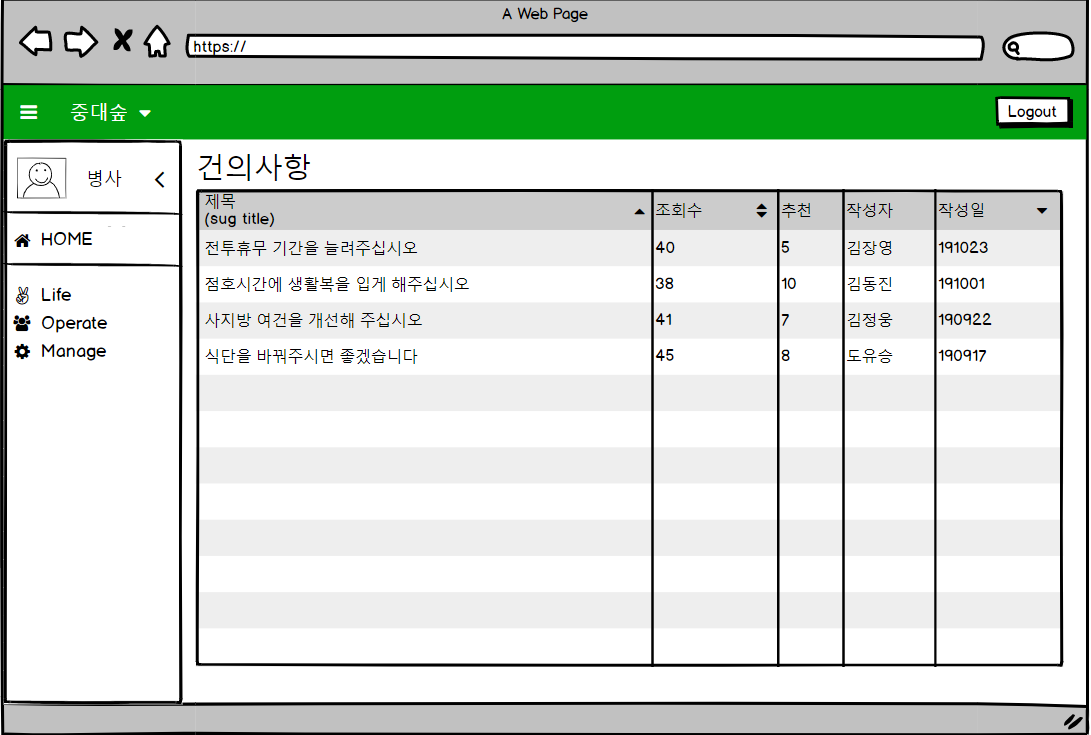 A Web Page
https://
중대숲
Logout
병사
HOME
Life
Operate
Manage
건의사항
제목
(sug title) 조회수 추천 작성자 작성일
전투휴무 기간을 늘려주십시오 40 5 김장영 191023
점호시간에 생활복을 입게 해주십시오 38 10 김동진 191001
사지방 여건을 개선해 주십시오 41 7 김정웅 190922
식단을 바꿔주시면 좋겠습니다 45 8 도유승 190917